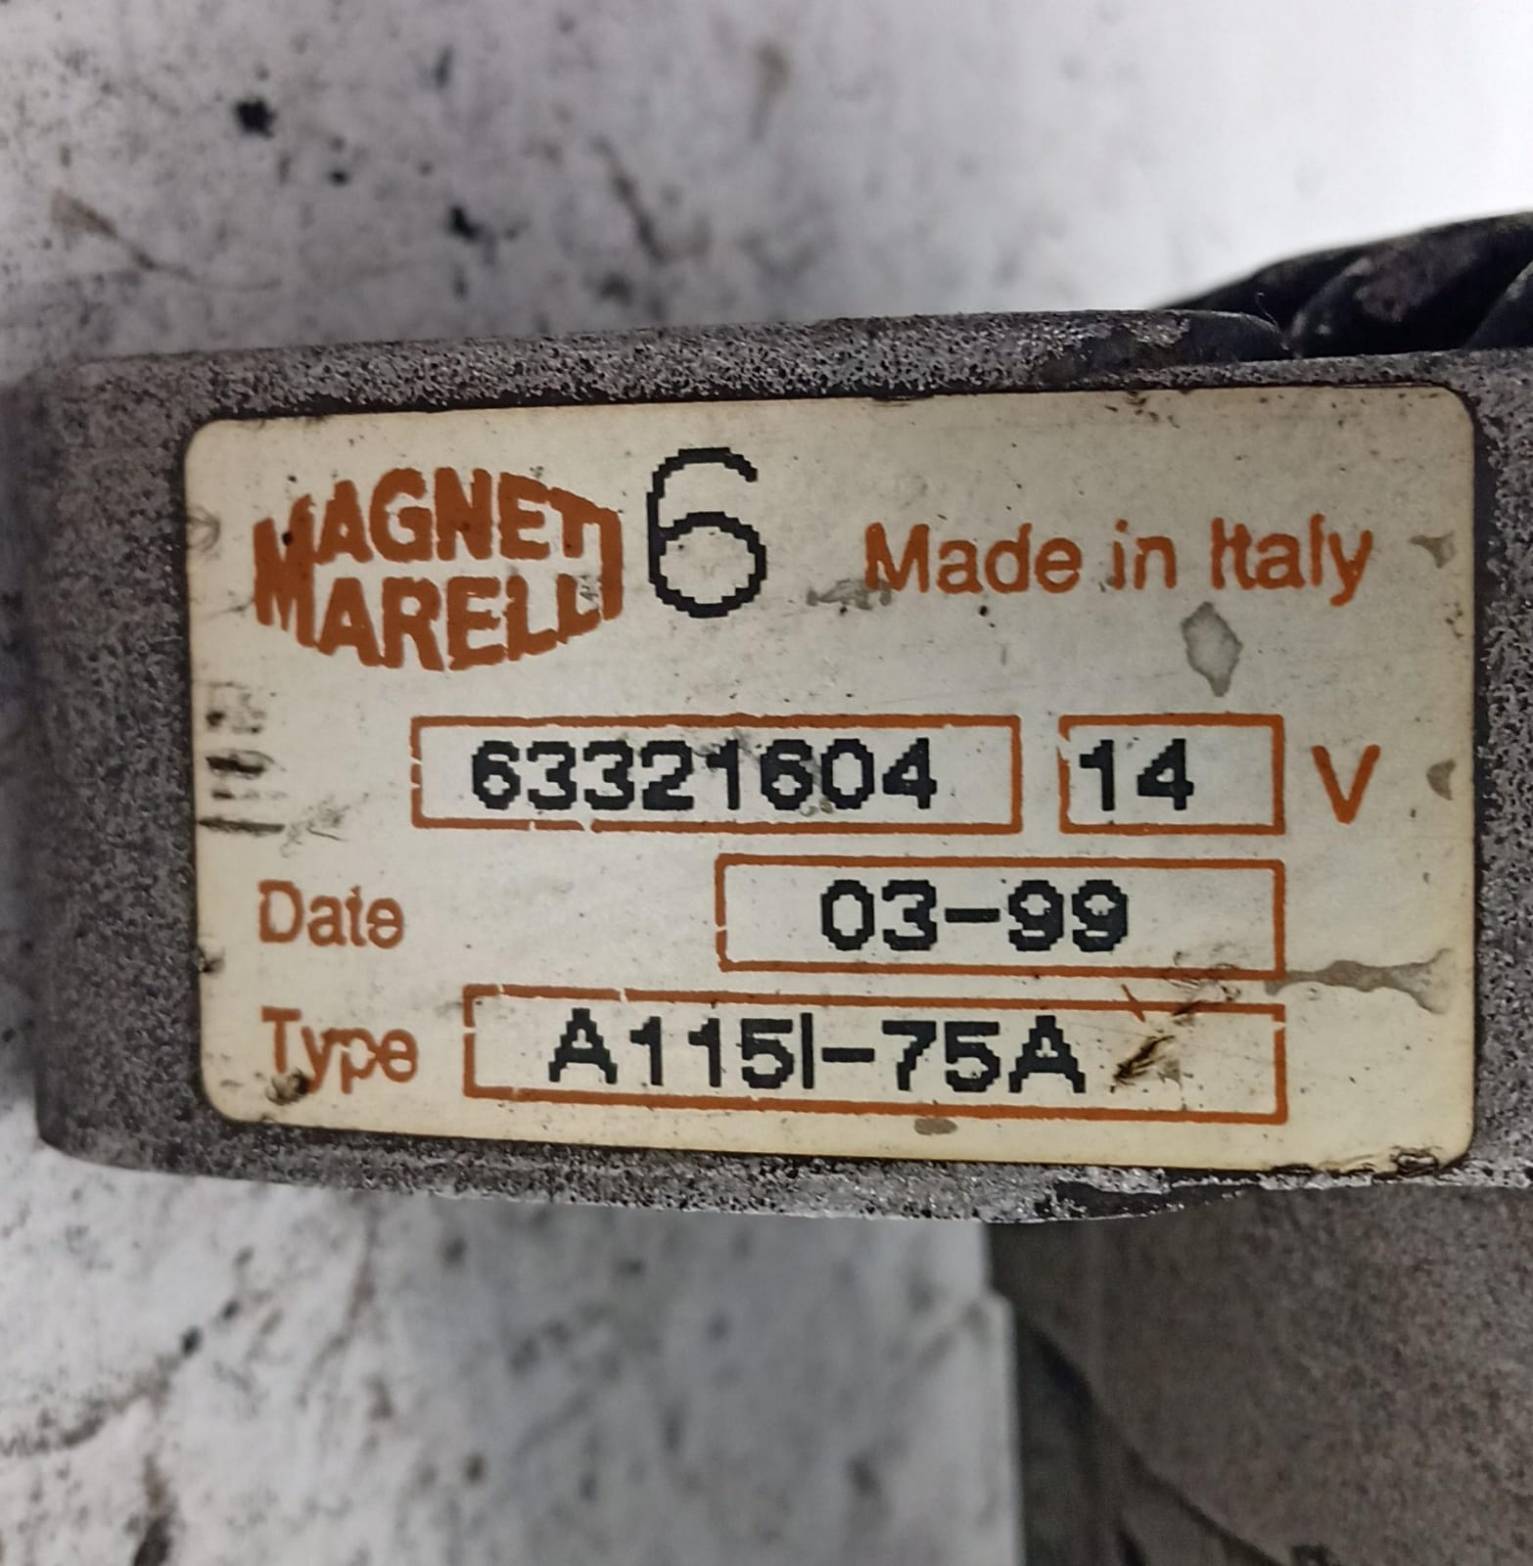 MAGNETI
MARELLI 6 Made in Italy
63321604 14 V
Date 03-99
Type A115I-75A